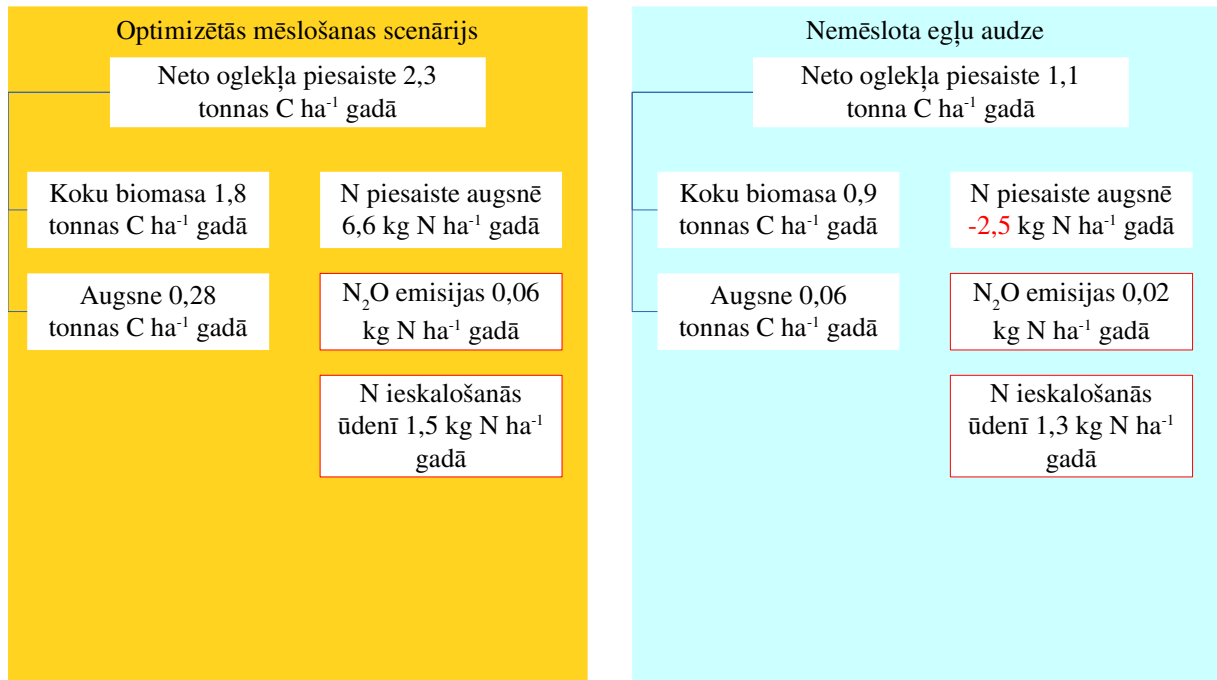 Optimizētās mēslošanas scenārijs
Neto oglekļa piesaiste 2,3
tonnas C ha⁻¹ gadā
Koku biomasa 1,8
tonnas C ha⁻¹ gadā
N piesaiste augsnē
6,6 kg N ha⁻¹ gadā
Augsne 0,28
tonnas C ha⁻¹ gadā
N₂O emisijas 0,06
kg N ha⁻¹ gadā
N ieskalošanās
ūdenī 1,5 kg N ha⁻¹
gadā
Nemēslota egļu audze
Neto oglekļa piesaiste 1,1
tonna C ha⁻¹ gadā
Koku biomasa 0,9
tonnas C ha⁻¹ gadā
N piesaiste augsnē
-2,5 kg N ha⁻¹ gadā
Augsne 0,06
tonnas C ha⁻¹ gadā
N₂O emisijas 0,02
kg N ha⁻¹ gadā
N ieskalošanās
ūdenī 1,3 kg N ha⁻¹
gadā